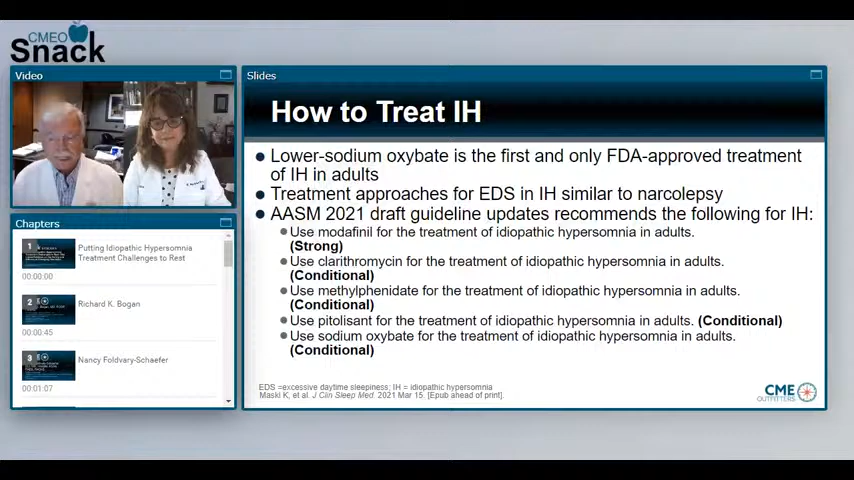 CMEO
Snack
Video
Slides
How to Treat IH
Lower-sodium oxybate is the first and only FDA-approved treatment
of IH in adults
Treatment approaches for EDS in IH similar to narcolepsy
AASM 2021 draft guideline updates recommends the following for IH:
Use modafinil for the treatment of idiopathic hypersomnia in adults.
(Strong)
Use clarithromycin for the treatment of idiopathic hypersomnia in adults.
(Conditional)
Use methylphenidate for the treatment of idiopathic hypersomnia in adults.
(Conditional)
Use pitolisant for the treatment of idiopathic hypersomnia in adults. (Conditional)
Use sodium oxybate for the treatment of idiopathic hypersomnia in adults.
(Conditional)
EDS =excessive daytime sleepiness; IH = idiopathic hypersomnia
Maski K, et al. J Clin Sleep Med. 2021 Mar 15. [Epub ahead of print].
CME
OUTFITTERS
Chapters
1
Putting Idiopathic Hypersomnia
Treatment Challenges to Rest
00:00:00
2
Richard K. Bogan
00:00:45
3
Nancy Foldvary-Schaefer
00:01:07